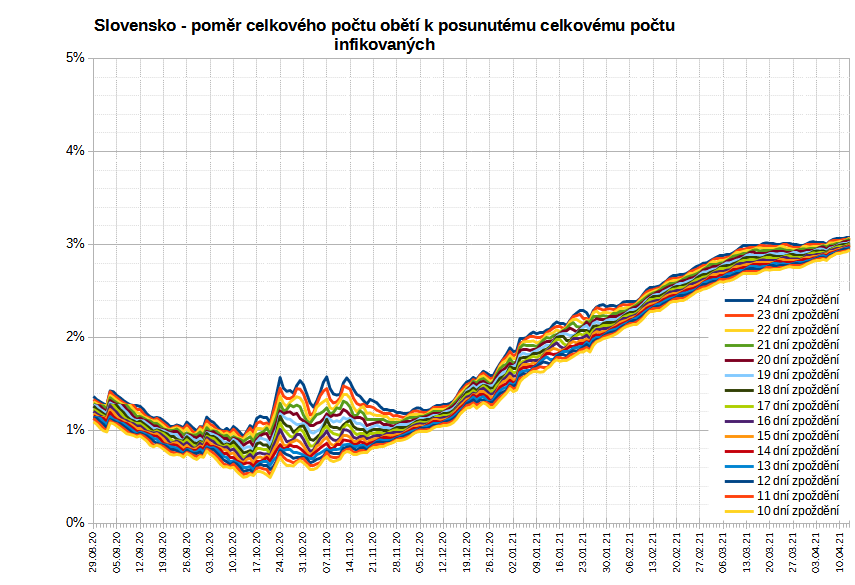 Slovensko - poměr celkového počtu obětí k posunutému celkovému počtu
infikovaných
5%
4%
3%
2%
1%
0%
24 dní zpoždění
23 dní zpoždění
22 dní zpoždění
21 dní zpoždění
20 dní zpoždění
19 dní zpoždění
18 dní zpoždění
17 dní zpoždění
16 dní zpoždění
15 dní zpoždění
14 dní zpoždění
13 dní zpoždění
12 dní zpoždění
11 dní zpoždění
10 dní zpoždění
29.08.20
05.09.20
12.09.20
19.09.20
26.09.20
03.10.20
10.10.20
17.10.20
24.10.20
31.10.20
07.11.20
14.11.20
21.11.20
28.11.20
05.12.20
12.12.20
19.12.20
26.12.20
02.01.21
09.01.21
16.01.21
23.01.21
30.01.21
06.02.21
13.02.21
20.02.21
27.02.21
06.03.21
13.03.21
20.03.21
27.03.21
03.04.21
10.04.21